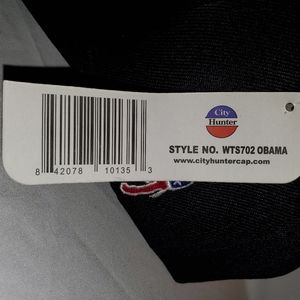 City
Hunter
STYLE NO. WTS702 OBAMA
www.cityhuntercap.com
8 42078 10135 3